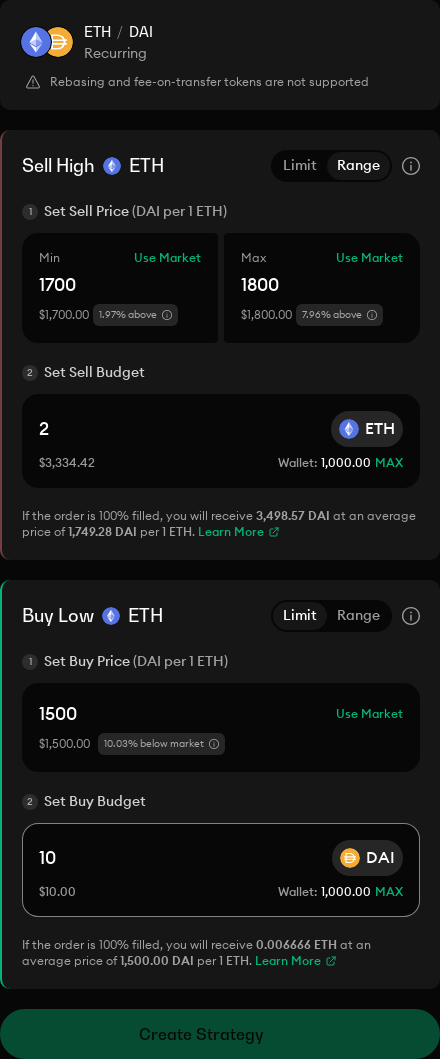 ETH / DAI
Recurring
Rebasing and fee-on-transfer tokens are not supported
Sell High ETH Limit Range
1 Set Sell Price (DAI per 1 ETH)
Min Use Market Max Use Market
1700 1800
$1,700.00 1.97% above $1,800.00 7.96% above
2 Set Sell Budget
2 ETH
$3,334.42 Wallet: 1,000.00 MAX
If the order is 100% filled, you will receive 3,498.57 DAI at an average
price of 1,749.28 DAI per 1 ETH. Learn More
Buy Low ETH Limit Range
1 Set Buy Price (DAI per 1 ETH)
1500 Use Market
$1,500.00 10.03% below market
2 Set Buy Budget
10 DAI
$10.00 Wallet: 1,000.00 MAX
If the order is 100% filled, you will receive 0.006666 ETH at an
average price of 1,500.00 DAI per 1 ETH. Learn More
Create Strategy